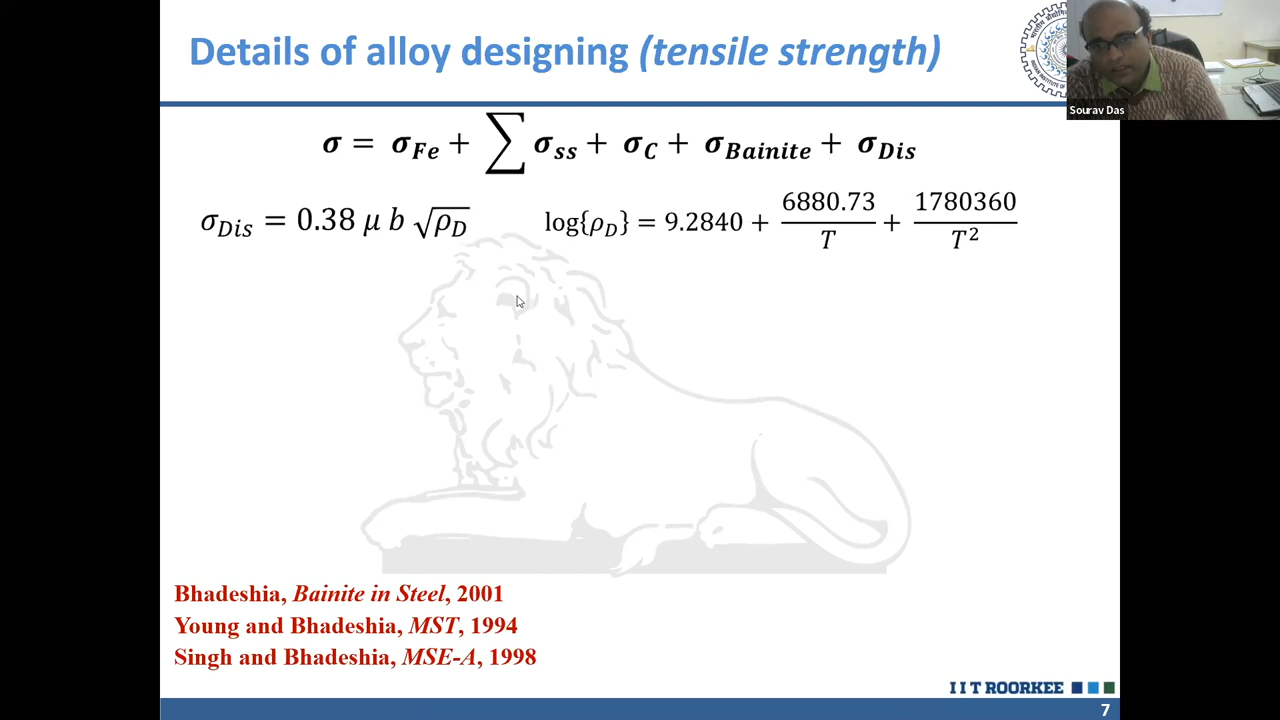 Details of alloy designing (tensile strength)
Sourav Das
σ = σ_Fe + ∑ σ_ss + σ_C + σ_Bainite + σ_Dis
σ_Dis = 0.38 μ b √ρ_D
log{ρ_D} = 9.2840 + 6880.73/T + 1780360/T²
Bhadeshia, Bainite in Steel, 2001
Young and Bhadeshia, MST, 1994
Singh and Bhadeshia, MSE-A, 1998
I I T ROORKEE
7